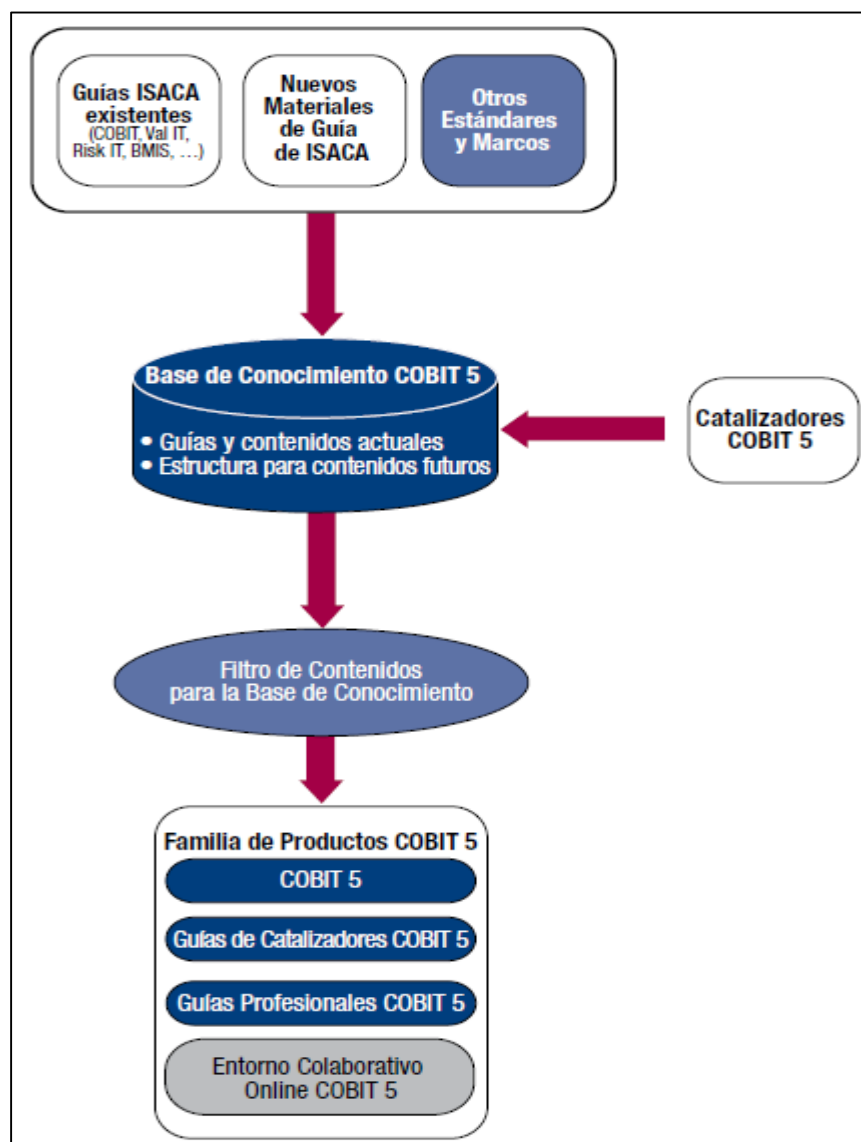 Guías ISACA
existentes
(COBIT, Val IT,
Risk IT, BMIS, …)
Nuevos
Materiales
de Guía
de ISACA
Otros
Estándares
y Marcos
Base de Conocimiento COBIT 5
• Guías y contenidos actuales
• Estructura para contenidos futuros
Catalizadores
COBIT 5
Filtro de Contenidos
para la Base de Conocimiento
Familia de Productos COBIT 5
COBIT 5
Guías de Catalizadores COBIT 5
Guías Profesionales COBIT 5
Entorno Colaborativo
Online COBIT 5